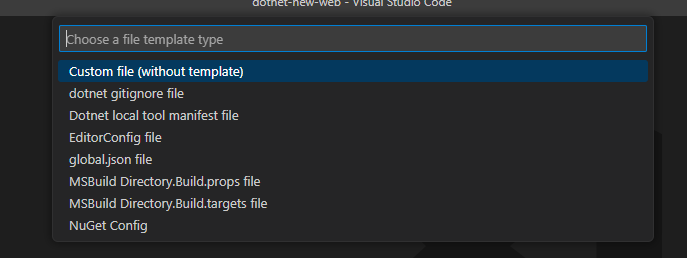 dotnet-new-web - Visual Studio Code
Choose a file template type
Custom file (without template)
dotnet gitignore file
Dotnet local tool manifest file
EditorConfig file
global.json file
MSBuild Directory.Build.props file
MSBuild Directory.Build.targets file
NuGet Config